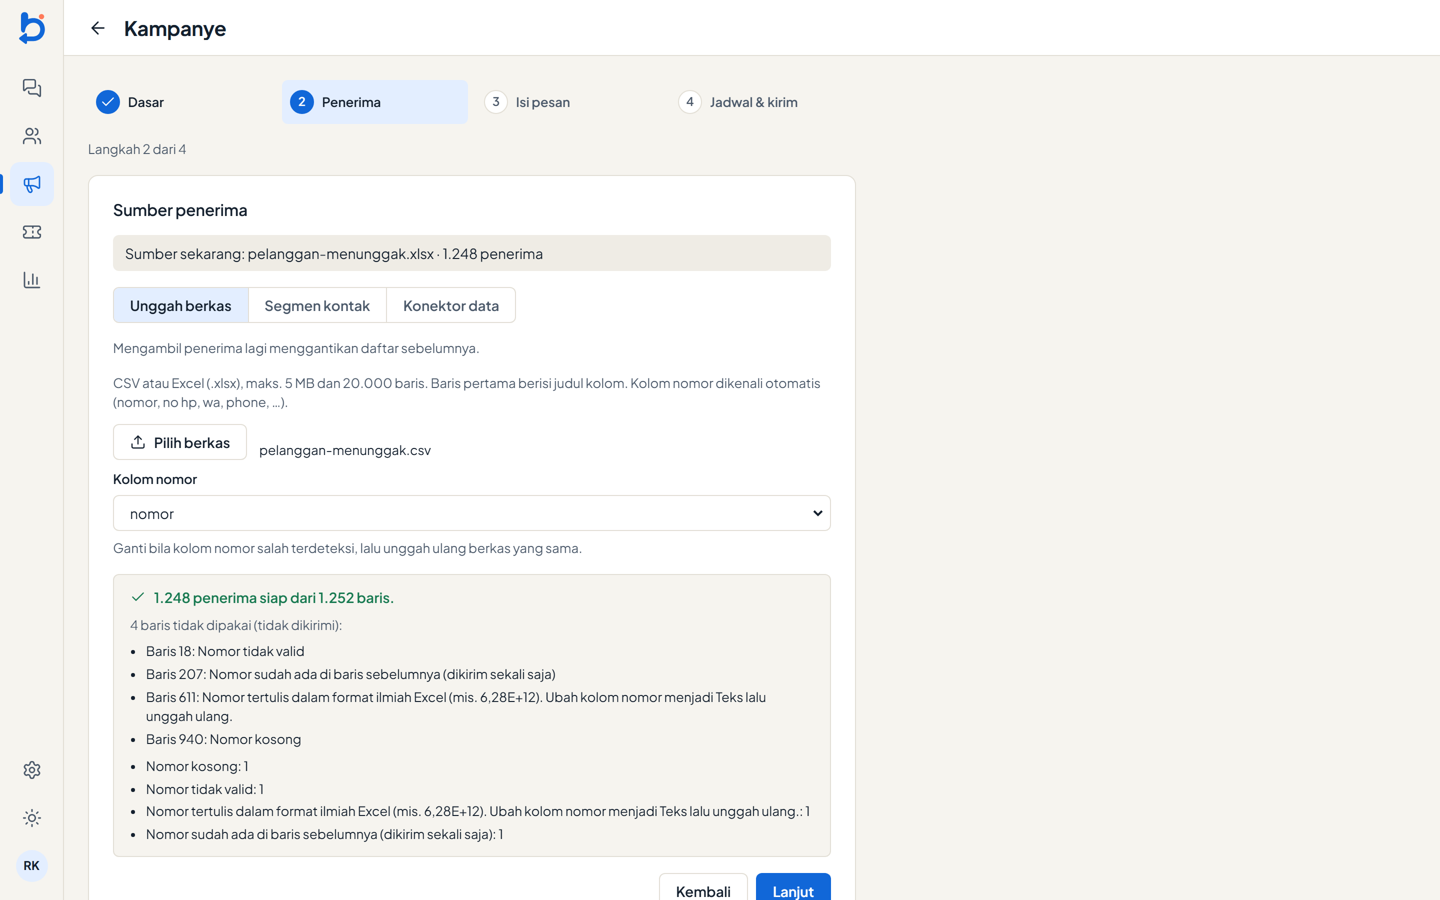 Kampanye
Dasar
2 Penerima
3 Isi pesan
4 Jadwal & kirim
Langkah 2 dari 4
Sumber penerima
Sumber sekarang: pelanggan-menunggak.xlsx · 1.248 penerima
Unggah berkas
Segmen kontak
Konektor data
Mengambil penerima lagi menggantikan daftar sebelumnya.
CSV atau Excel (.xlsx), maks. 5 MB dan 20.000 baris. Baris pertama berisi judul kolom. Kolom nomor dikenali otomatis
(nomor, no hp, wa, phone, …).
Pilih berkas
pelanggan-menunggak.csv
Kolom nomor
nomor
Ganti bila kolom nomor salah terdeteksi, lalu unggah ulang berkas yang sama.
1.248 penerima siap dari 1.252 baris.
4 baris tidak dipakai (tidak dikirimi):
• Baris 18: Nomor tidak valid
• Baris 207: Nomor sudah ada di baris sebelumnya (dikirim sekali saja)
• Baris 611: Nomor tertulis dalam format ilmiah Excel (mis. 6,28E+12). Ubah kolom nomor menjadi Teks lalu
unggah ulang.
• Baris 940: Nomor kosong
• Nomor kosong: 1
• Nomor tidak valid: 1
• Nomor tertulis dalam format ilmiah Excel (mis. 6,28E+12). Ubah kolom nomor menjadi Teks lalu unggah ulang.: 1
• Nomor sudah ada di baris sebelumnya (dikirim sekali saja): 1
RK
Kembali
Lanjut